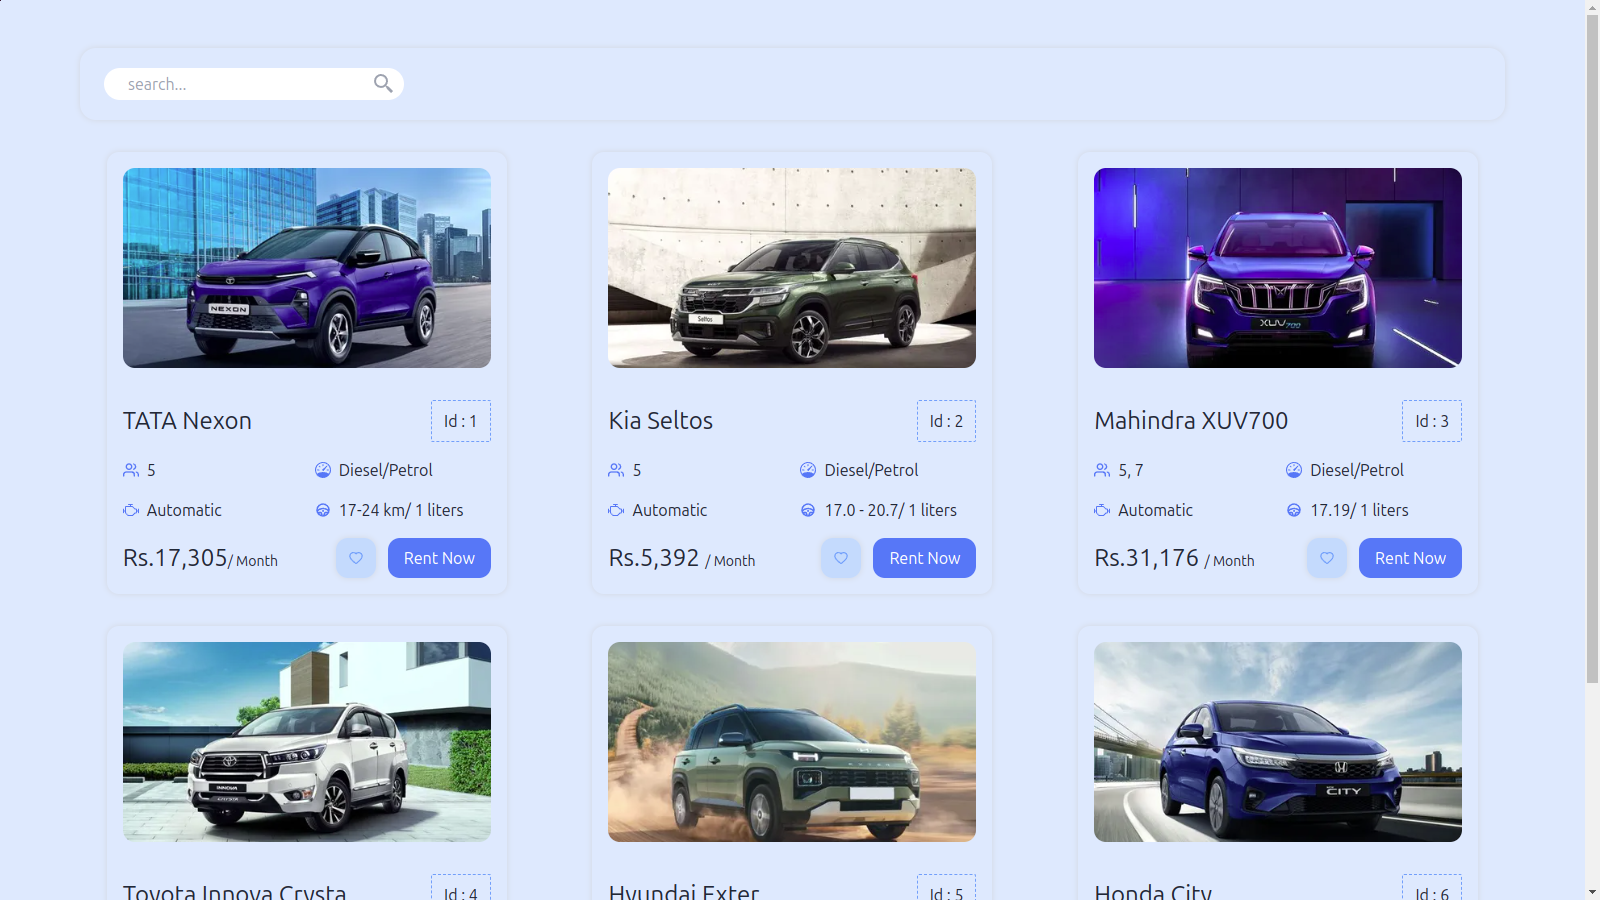 search...
NEXON
Seltos
XUV700
TATA Nexon
Id : 1
Kia Seltos
Id : 2
Mahindra XUV700
Id : 3
5
Diesel/Petrol
5
Diesel/Petrol
5, 7
Diesel/Petrol
Automatic
17-24 km/ 1 liters
Automatic
17.0 - 20.7/ 1 liters
Automatic
17.19/ 1 liters
Rs.17,305/ Month
Rent Now
Rs.5,392 / Month
Rent Now
Rs.31,176 / Month
Rent Now
INNOVA
CRYSTA
CITY
Toyota Innova Crysta
Id : 4
Hyundai Exter
Id : 5
Honda City
Id : 6